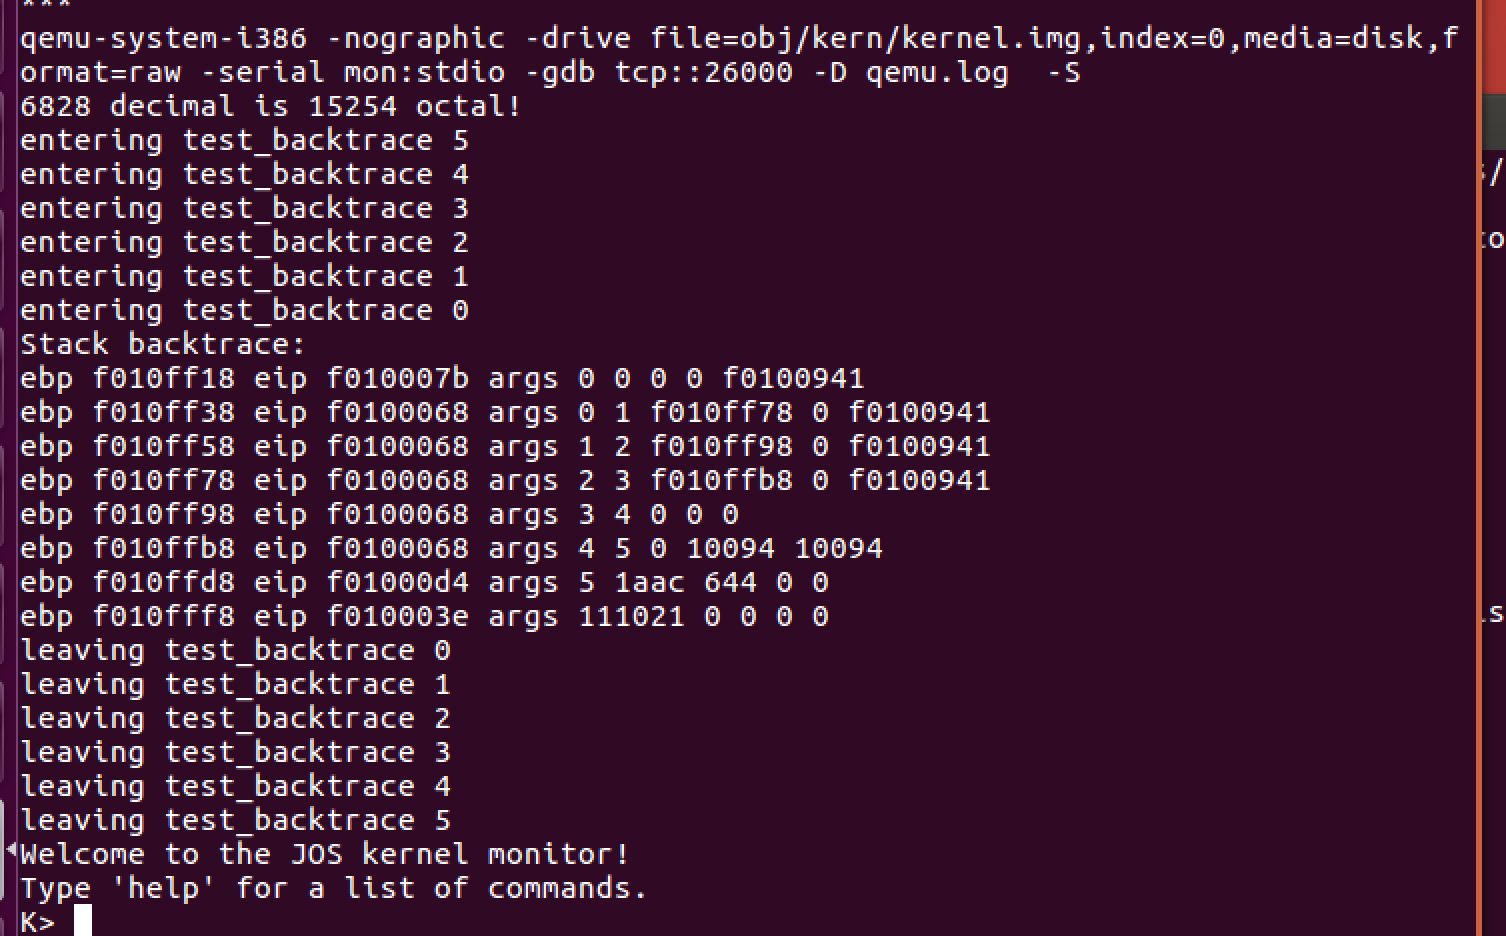 ***
qemu-system-i386 -nographic -drive file=obj/kern/kernel.img,index=0,media=disk,f
ormat=raw -serial mon:stdio -gdb tcp::26000 -D qemu.log  -S
6828 decimal is 15254 octal!
entering test_backtrace 5
entering test_backtrace 4
entering test_backtrace 3
entering test_backtrace 2
entering test_backtrace 1
entering test_backtrace 0
Stack backtrace:
ebp f010ff18 eip f010007b args 0 0 0 0 f0100941
ebp f010ff38 eip f0100068 args 0 1 f010ff78 0 f0100941
ebp f010ff58 eip f0100068 args 1 2 f010ff98 0 f0100941
ebp f010ff78 eip f0100068 args 2 3 f010ffb8 0 f0100941
ebp f010ff98 eip f0100068 args 3 4 0 0 0
ebp f010ffb8 eip f0100068 args 4 5 0 10094 10094
ebp f010ffd8 eip f01000d4 args 5 1aac 644 0 0
ebp f010fff8 eip f010003e args 111021 0 0 0 0
leaving test_backtrace 0
leaving test_backtrace 1
leaving test_backtrace 2
leaving test_backtrace 3
leaving test_backtrace 4
leaving test_backtrace 5
Welcome to the JOS kernel monitor!
Type 'help' for a list of commands.
K>